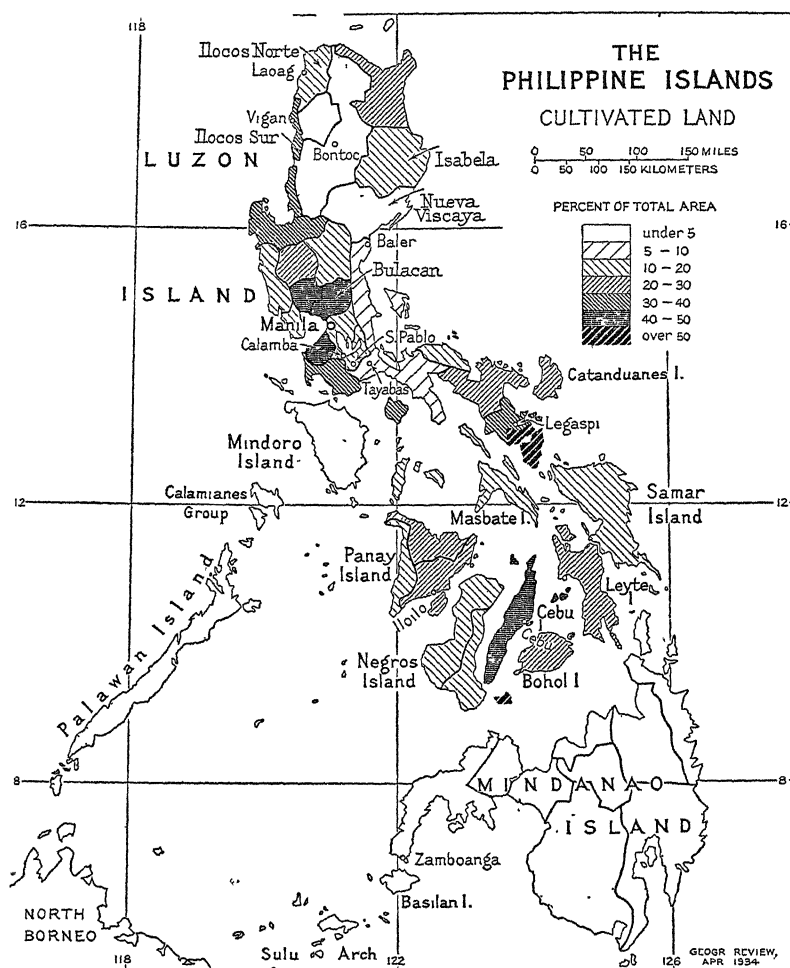 118
THE
PHILIPPINE ISLANDS
CULTIVATED LAND
0 50 100 150 MILES
0 50 100 150 KILOMETERS
PERCENT OF TOTAL AREA
under 5
5 – 10
10 – 20
20 – 30
30 – 40
40 – 50
over 50
Ilocos Norte
Laoag
Vigan
Ilocos Sur
LUZON
Bontoc
Isabela
Nueva
Viscaya
16
16
Baler
Bulacan
ISLAND
Manila
Calamba
S. Pablo
Tayabas
Catanduanes I.
Legaspi
Mindoro
Island
Calamianes
Group
12
12
Masbate I.
Samar
Island
Panay
Island
Iloilo
Leyte
I
Cebu
I
Cebu
Palawan Island
Negros
Island
Bohol I
8
8
MINDANAO
ISLAND
Zamboanga
Basilan I.
NORTH
BORNEO
Sulu Arch
118
122
126
GEOGR REVIEW,
APR 1934